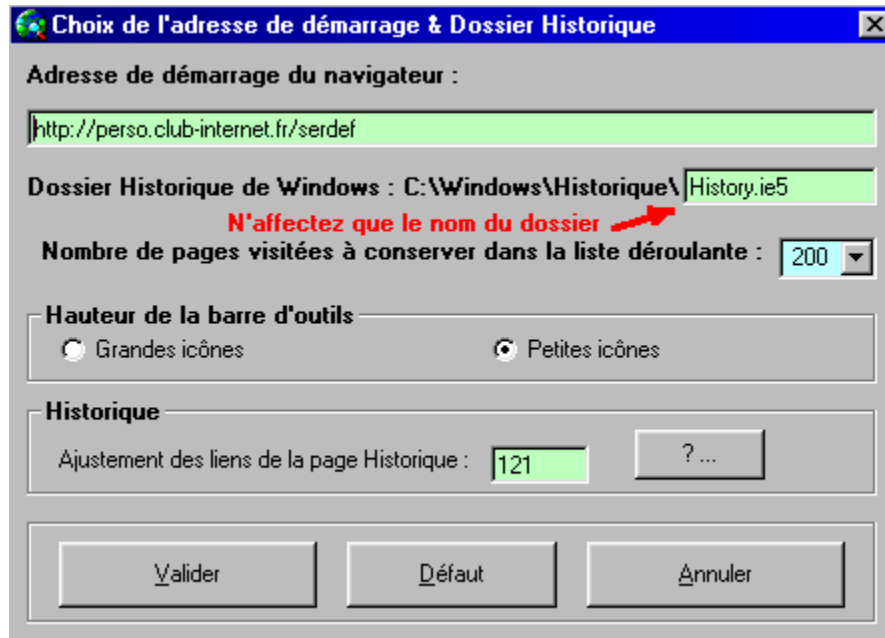 Choix de l'adresse de démarrage & Dossier Historique
Adresse de démarrage du navigateur :
http://perso.club-internet.fr/serdef
Dossier Historique de Windows : C:\Windows\Historique\ History.ie5
N'affectez que le nom du dossier
Nombre de pages visitées à conserver dans la liste déroulante : 200
Hauteur de la barre d'outils
Grandes icônes Petites icônes
Historique
Ajustement des liens de la page Historique : 121 ? ...
Valider Défaut Annuler